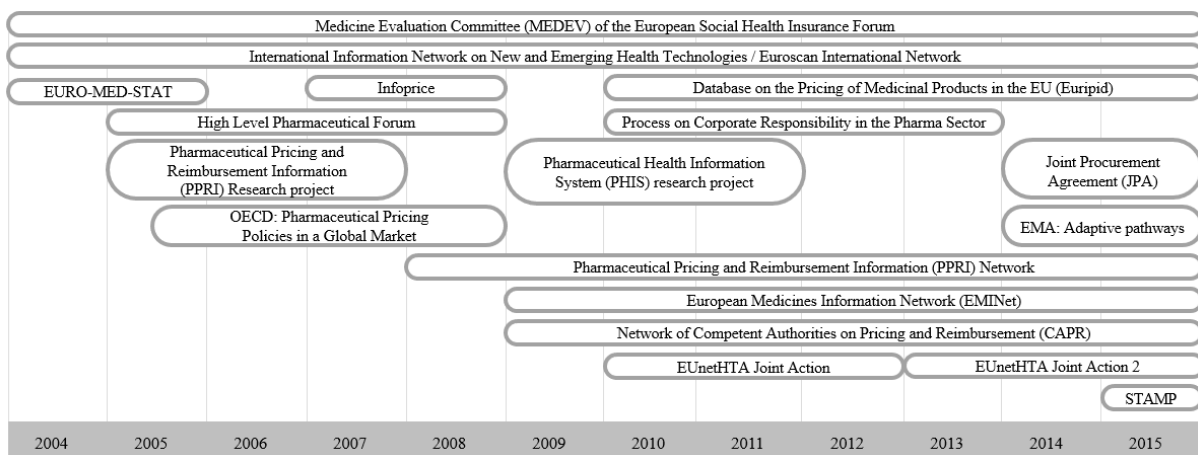 Medicine Evaluation Committee (MEDEV) of the European Social Health Insurance Forum
International Information Network on New and Emerging Health Technologies / Euroscan International Network
EURO-MED-STAT
Infoprice
Database on the Pricing of Medicinal Products in the EU (Euripid)
High Level Pharmaceutical Forum
Process on Corporate Responsibility in the Pharma Sector
Pharmaceutical Pricing and
Reimbursement Information
(PPRI) Research project
Pharmaceutical Health Information
System (PHIS) research project
Joint Procurement
Agreement (JPA)
OECD: Pharmaceutical Pricing
Policies in a Global Market
EMA: Adaptive pathways
Pharmaceutical Pricing and Reimbursement Information (PPRI) Network
European Medicines Information Network (EMINet)
Network of Competent Authorities on Pricing and Reimbursement (CAPR)
EUnetHTA Joint Action
EUnetHTA Joint Action 2
STAMP
2004 2005 2006 2007 2008 2009 2010 2011 2012 2013 2014 2015